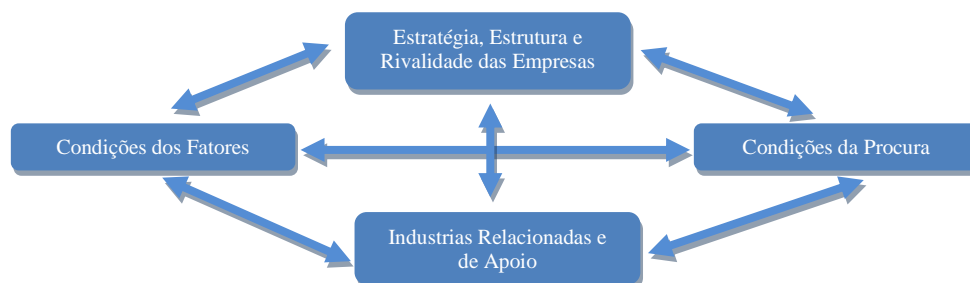 Estratégia, Estrutura e
Rivalidade das Empresas
Condições dos Fatores
Condições da Procura
Industrias Relacionadas e
de Apoio